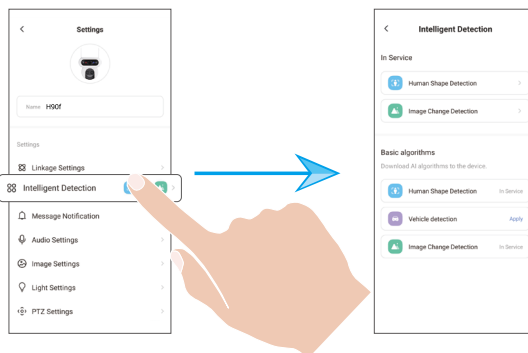 Settings
Name H90f
Settings
Linkage Settings
Intelligent Detection
Message Notification
Audio Settings
Image Settings
Light Settings
PTZ Settings
Intelligent Detection
In Service
Human Shape Detection
Image Change Detection
Basic algorithms
Download AI algorithms to the device.
Human Shape Detection In Service
Vehicle detection Apply
Image Change Detection In Service